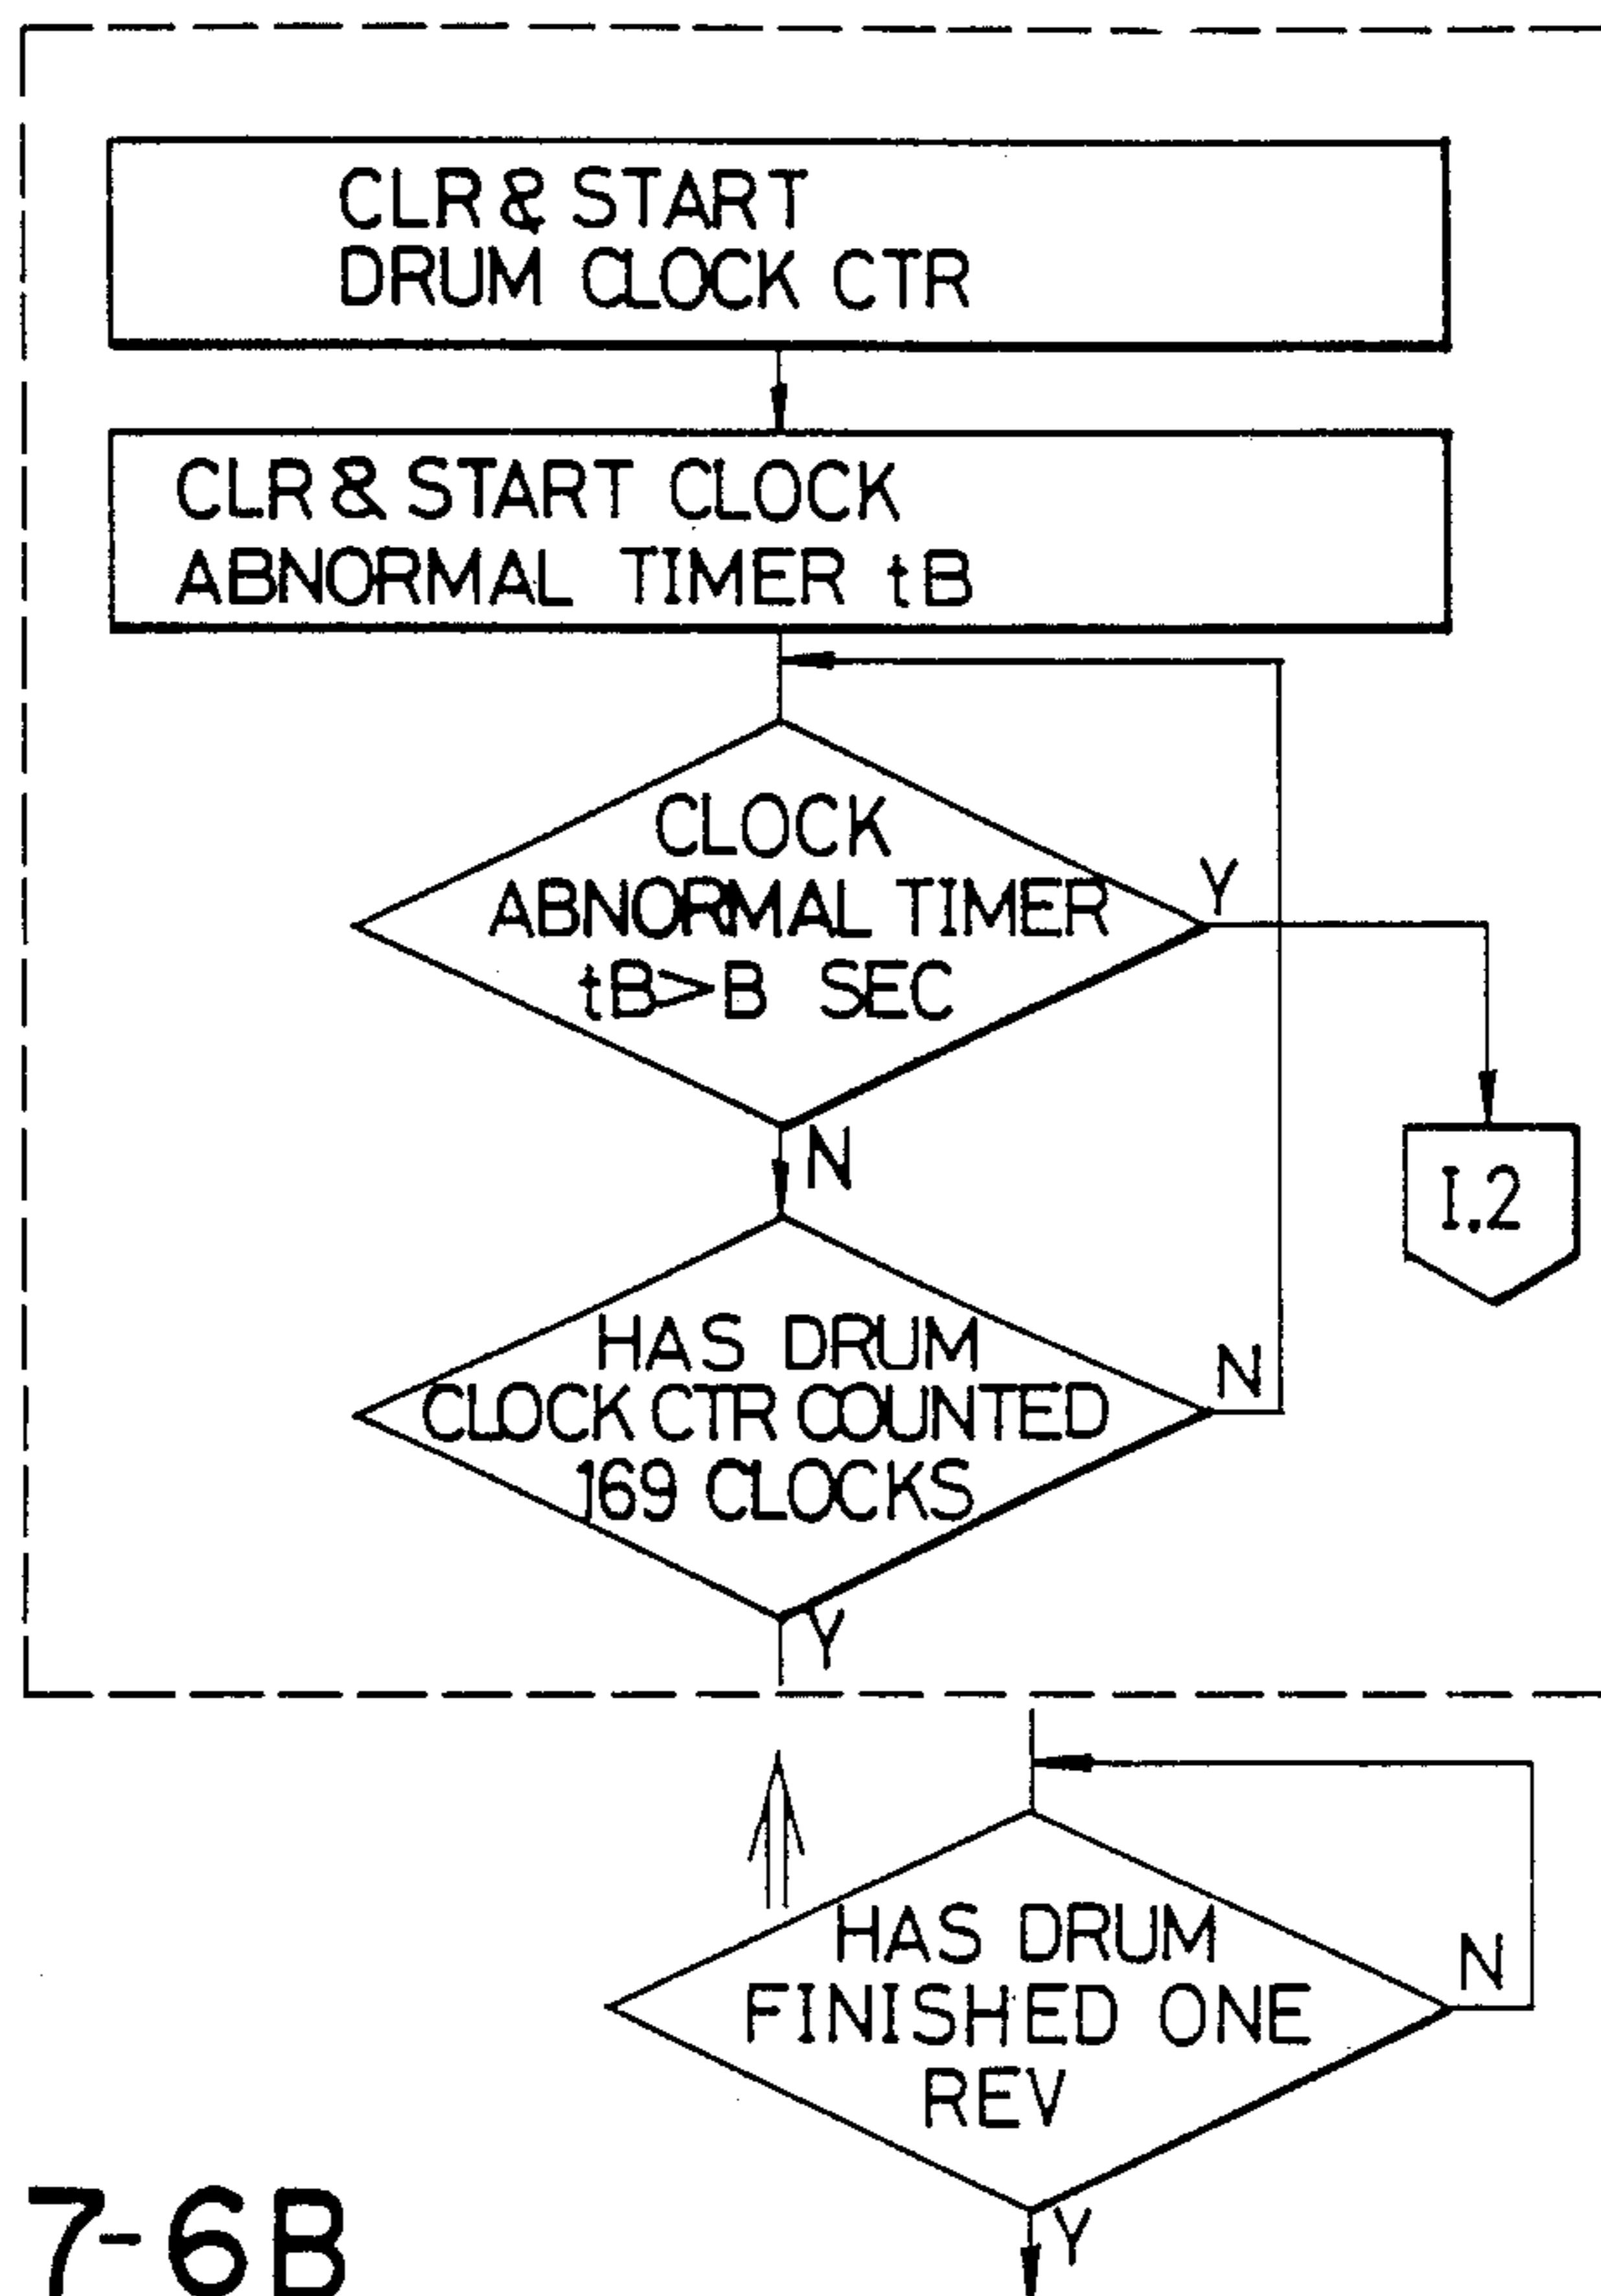 CLR & START
DRUM CLOCK CTR
CLR & START CLOCK
ABNORMAL TIMER tB
CLOCK
ABNORMAL TIMER
tB>B SEC
Y
N
I.2
HAS DRUM
CLOCK CTR COUNTED
169 CLOCKS
N
Y
HAS DRUM
FINISHED ONE
REV
N
Y
7-6B